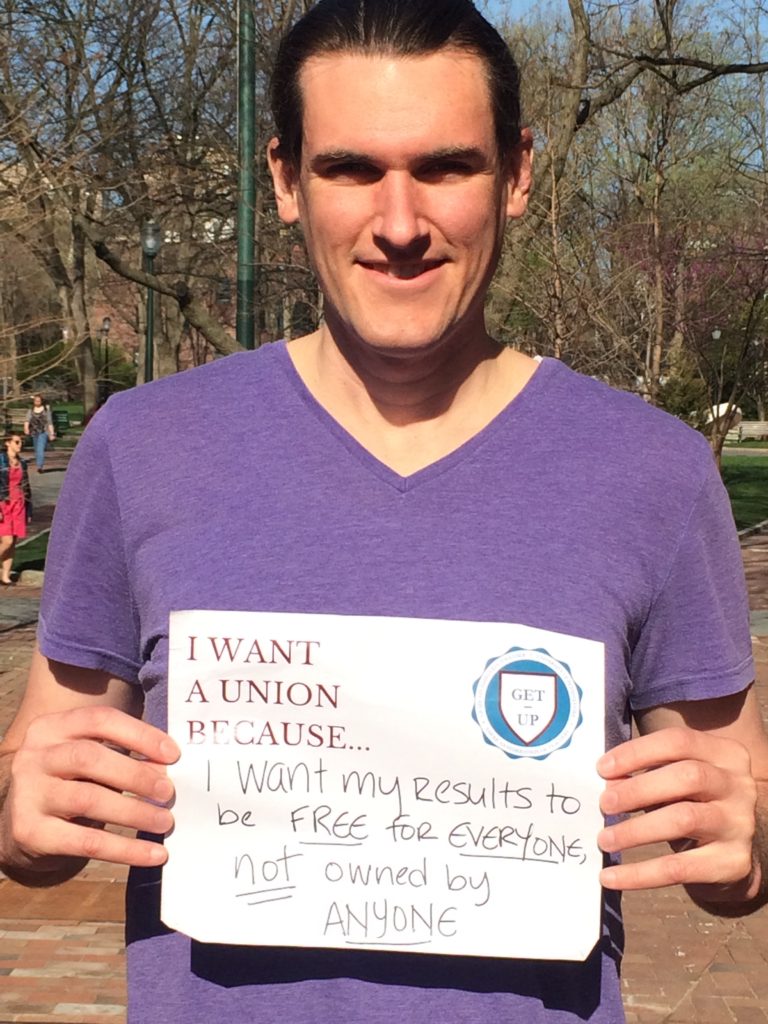 I WANT
A UNION
BECAUSE...
GET
–
UP
I want my Results to
be FREE for EVERYONE,
not owned by
ANYONE